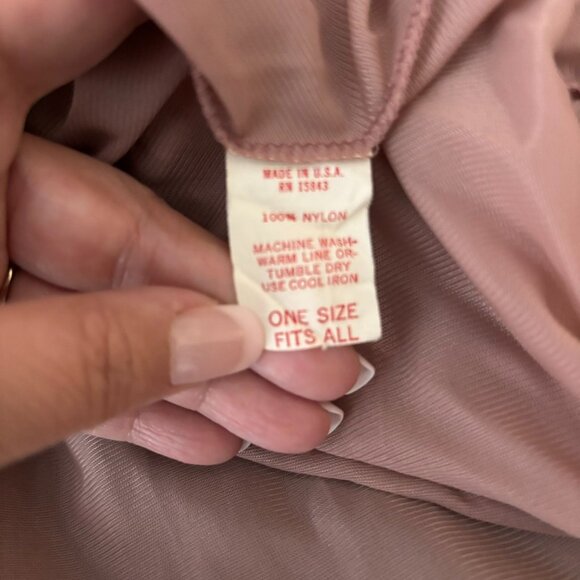 MADE IN U.S.A.
RN 15843
100% NYLON
MACHINE WASH-
WARM LINE OR-
TUMBLE DRY
USE COOL IRON
ONE SIZE
FITS ALL